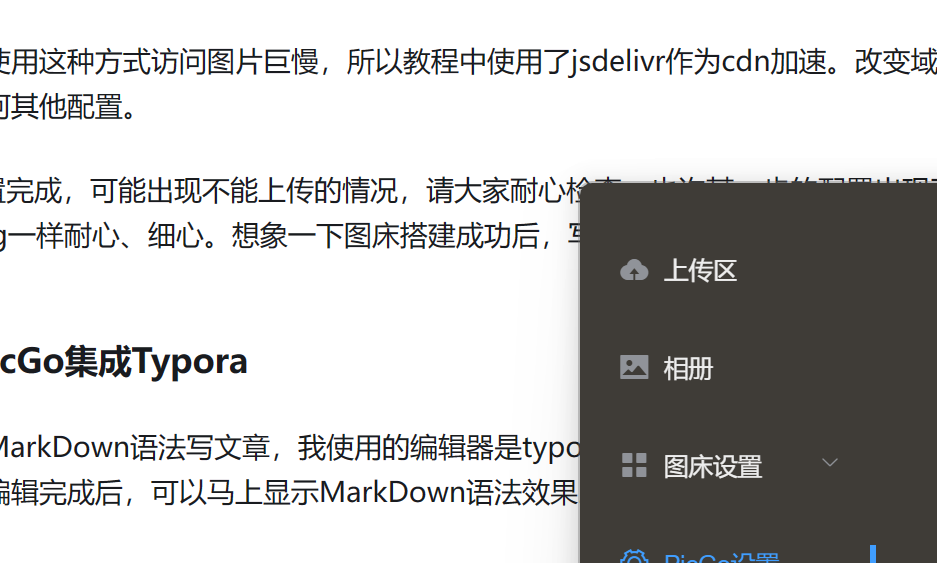 使用这种方式访问图片巨慢，所以教程中使用了jsdelivr作为cdn加速。改变域
可其他配置。
置完成，可能出现不能上传的情况，请大家耐心检查
g一样耐心、细心。想象一下图床搭建成功后，写
cGo集成Typora
MarkDown语法写文章，我使用的编辑器是typo
编辑完成后，可以马上显示MarkDown语法效果
上传区
相册
图床设置
PicGo设置